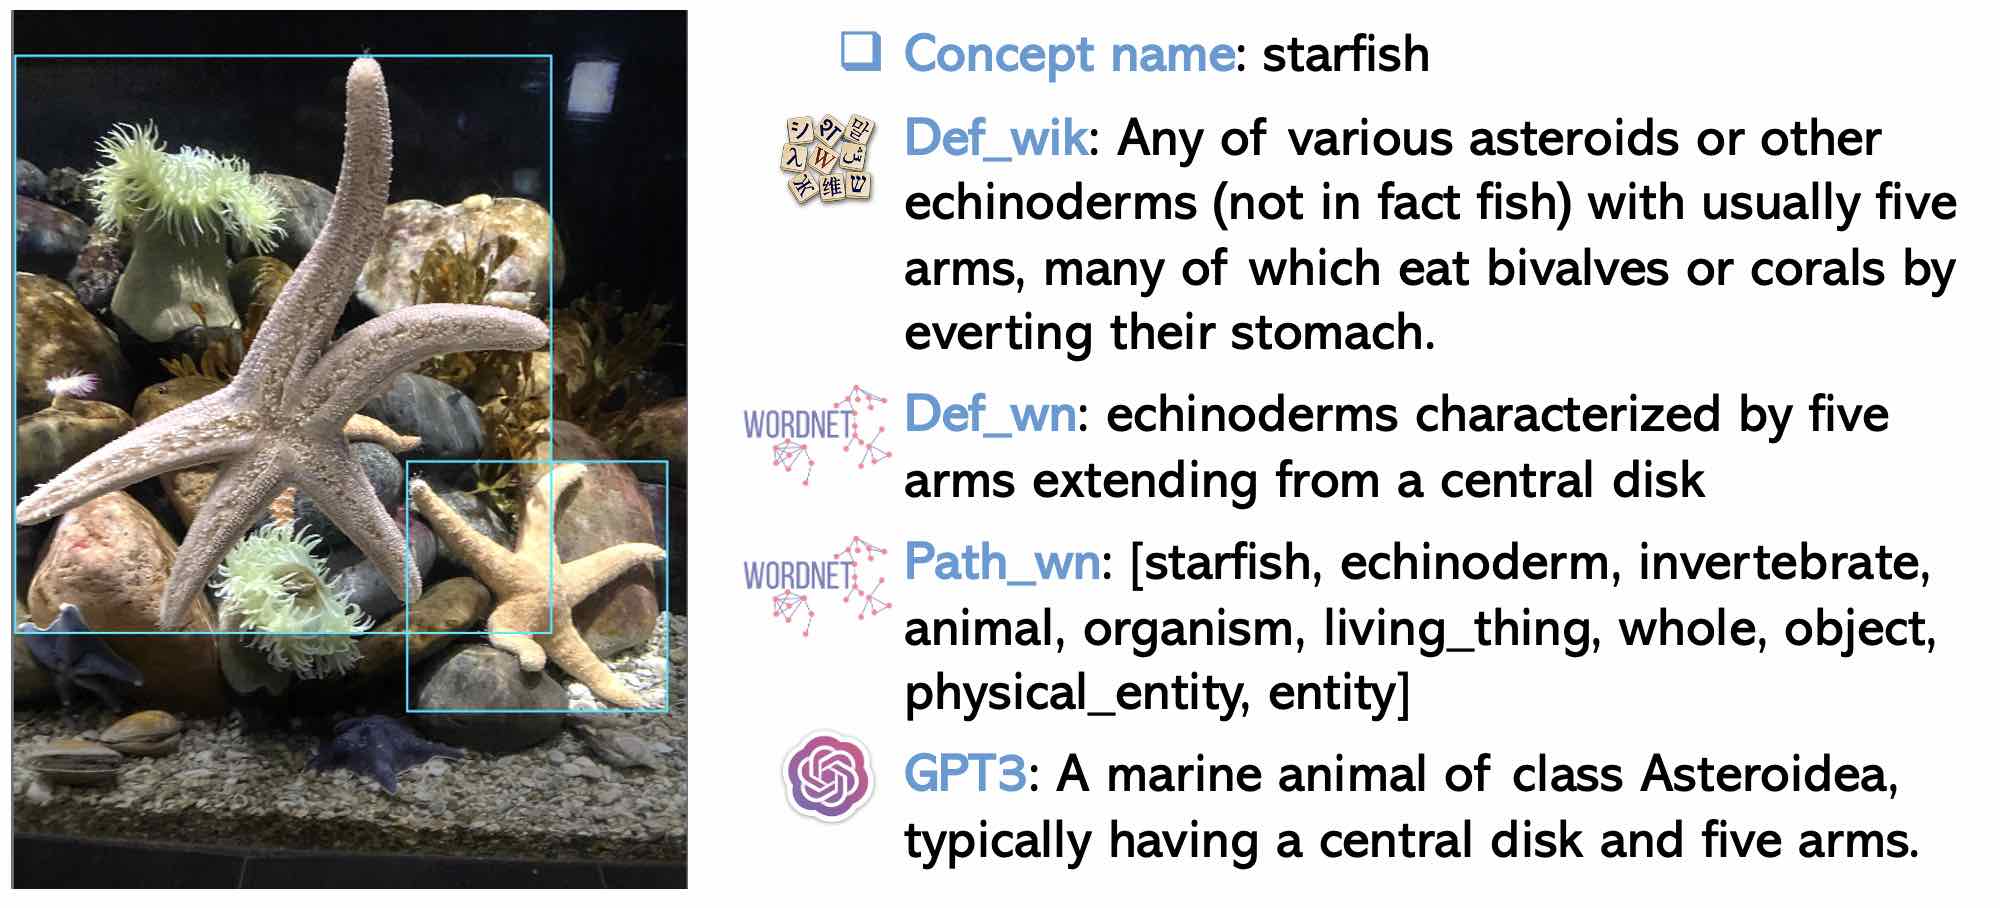 Concept name: starfish
Def_wik: Any of various asteroids or other
echinoderms (not in fact fish) with usually five
arms, many of which eat bivalves or corals by
everting their stomach.
WORDNET
Def_wn: echinoderms characterized by five
arms extending from a central disk
WORDNET
Path_wn: [starfish, echinoderm, invertebrate,
animal, organism, living_thing, whole, object,
physical_entity, entity]
GPT3: A marine animal of class Asteroidea,
typically having a central disk and five arms.